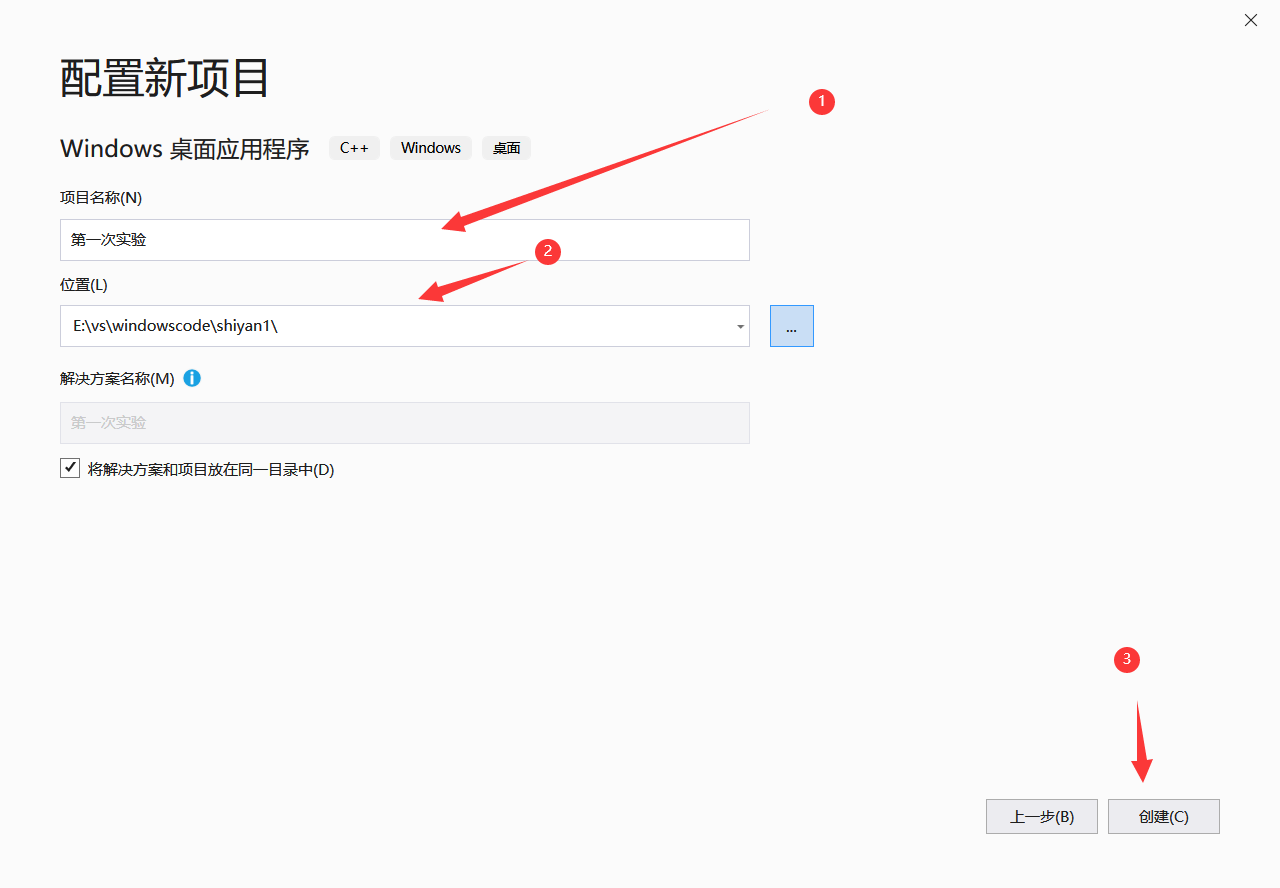 配置新项目
Windows 桌面应用程序 C++ Windows 桌面
1
项目名称(N)
第一次实验
2
位置(L)
E:\vs\windowscode\shiyan1\
...
解决方案名称(M)
第一次实验
将解决方案和项目放在同一目录中(D)
3
上一步(B) 创建(C)